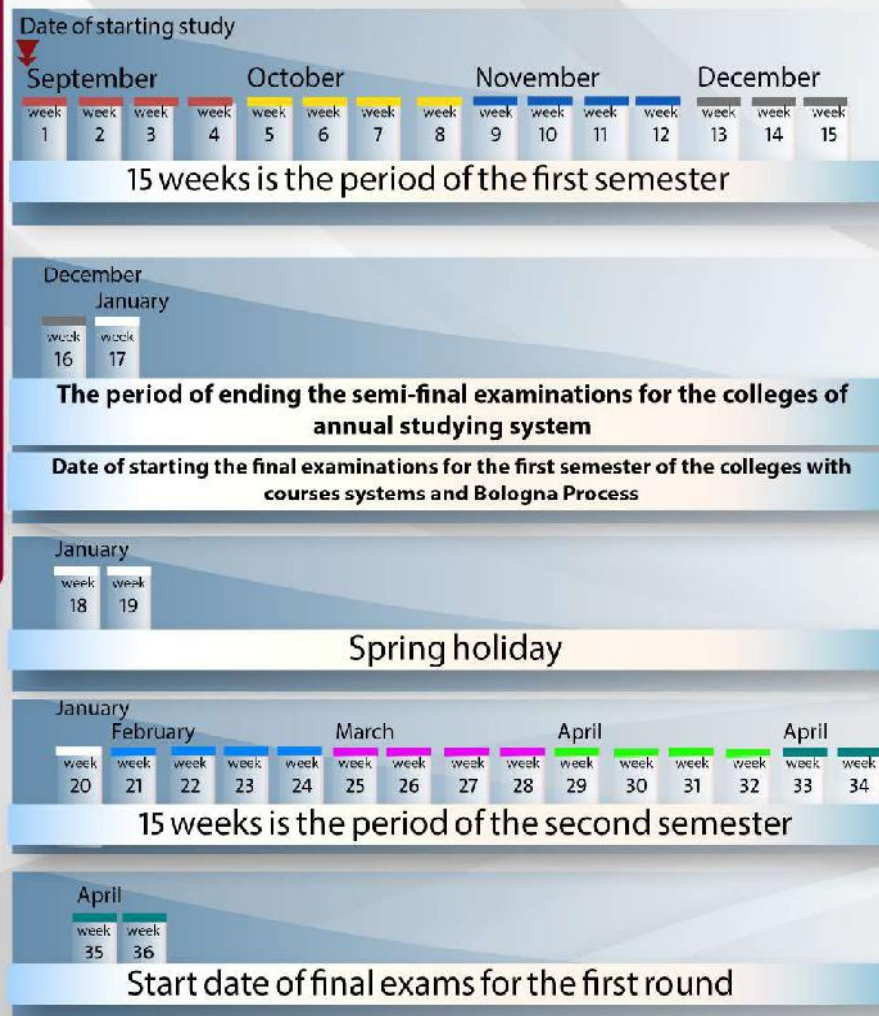 Date of starting study
September October November December
week week week week week week week week week week week week week week week
1 2 3 4 5 6 7 8 9 10 11 12 13 14 15
15 weeks is the period of the first semester
December
January
week week
16 17
The period of ending the semi-final examinations for the colleges of
annual studying system
Date of starting the final examinations for the first semester of the colleges with
courses systems and Bologna Process
January
week week
18 19
Spring holiday
January
February March April April
week week week week week week week week week week week week week week week
20 21 22 23 24 25 26 27 28 29 30 31 32 33 34
15 weeks is the period of the second semester
April
week week
35 36
Start date of final exams for the first round